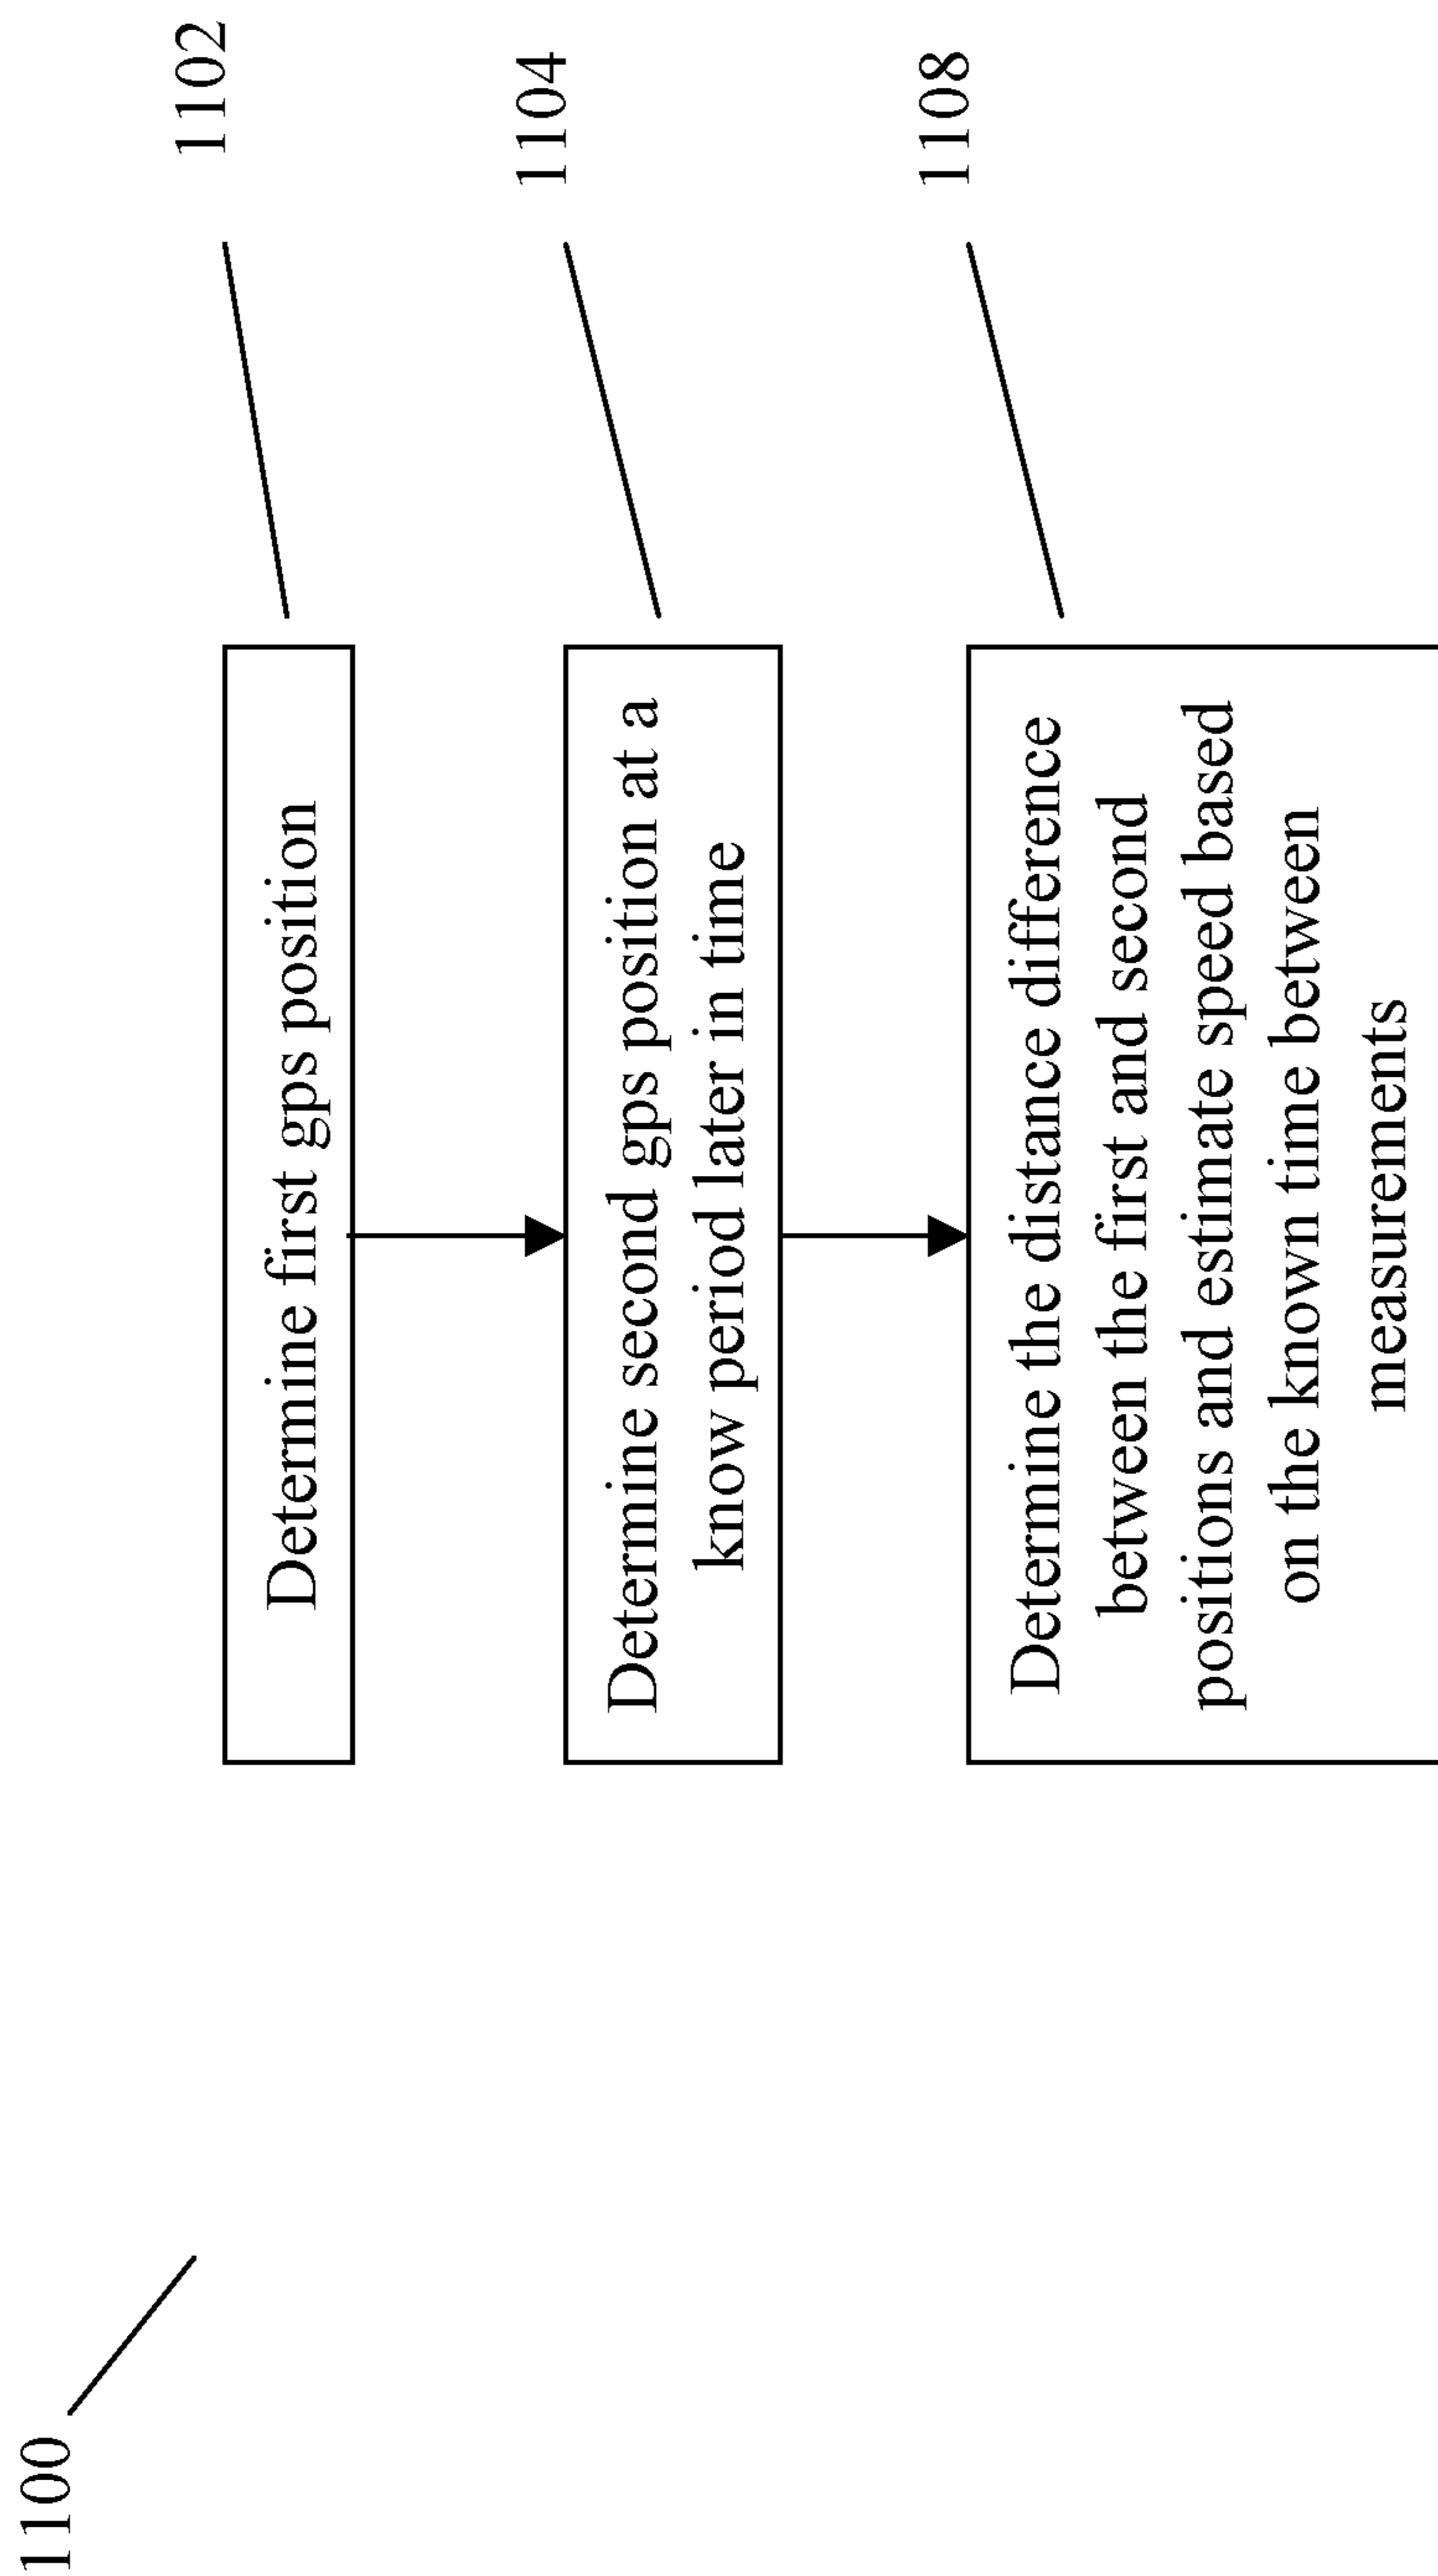 1100
1102
Determine first gps position
1104
Determine second gps position at a
know period later in time
1108
Determine the distance difference
between the first and second
positions and estimate speed based
on the known time between
measurements